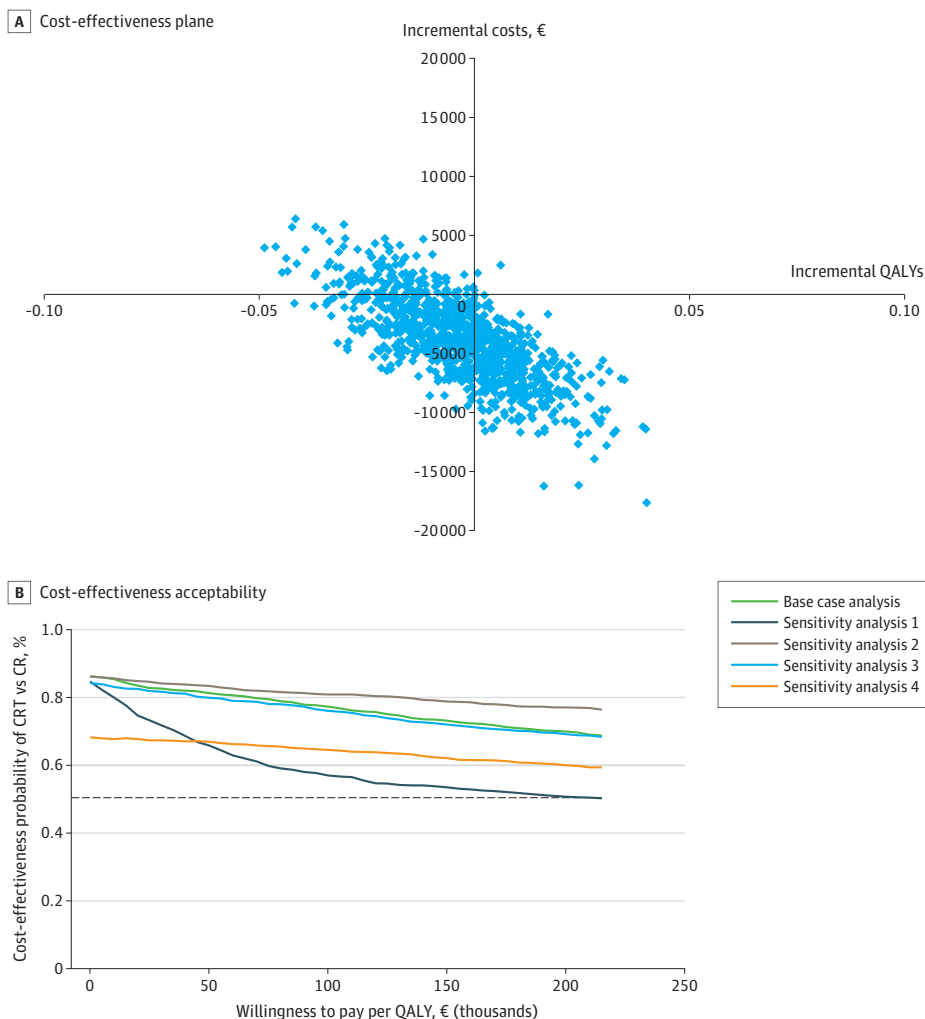 A Cost-effectiveness plane
Incremental costs, €
20000
15000
10000
5000
Incremental QALYs
-0.10
-0.05
0
0.05
0.10
-5000
-10000
-15000
-20000
B Cost-effectiveness acceptability
Base case analysis
Sensitivity analysis 1
Sensitivity analysis 2
Sensitivity analysis 3
Sensitivity analysis 4
Cost-effectiveness probability of CRT vs CR, %
1.0
0.8
0.6
0.4
0.2
0
0
50
100
150
200
250
Willingness to pay per QALY, € (thousands)